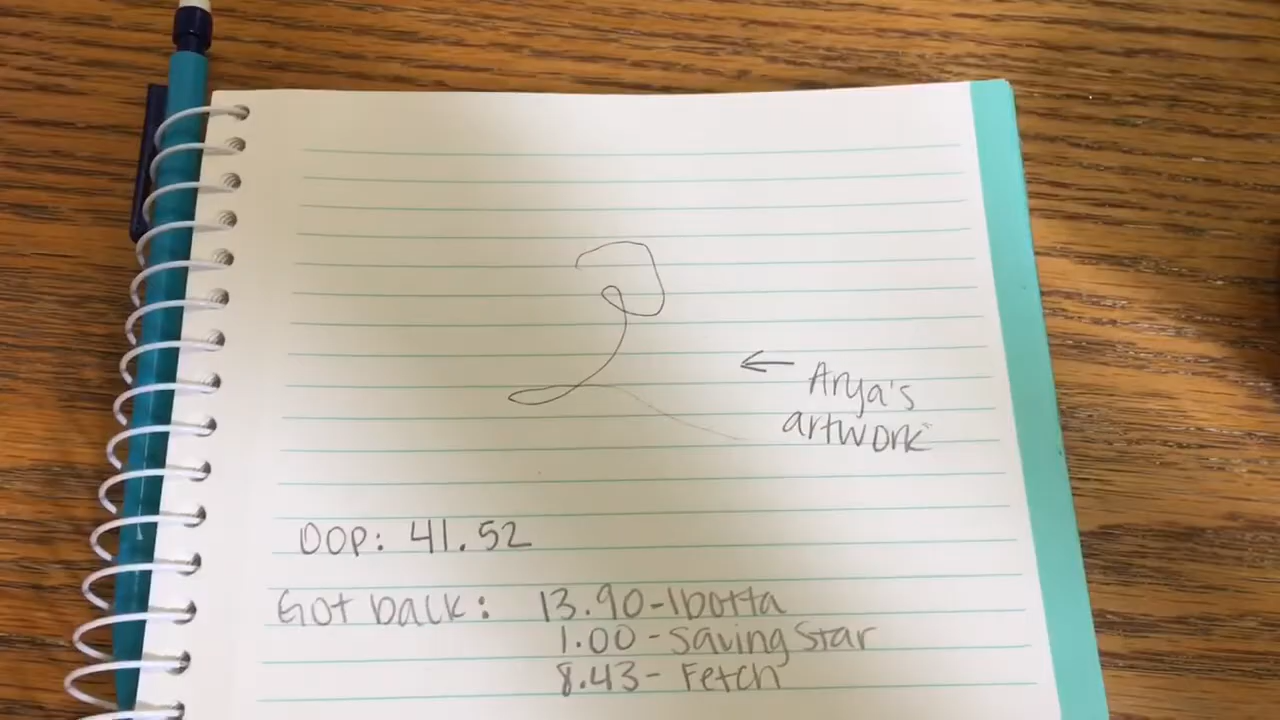 ← Arya's
artwork
OOP: 41.52
Got back: 13.90-Ibotta
1.00-Saving Star
8.43-Fetch